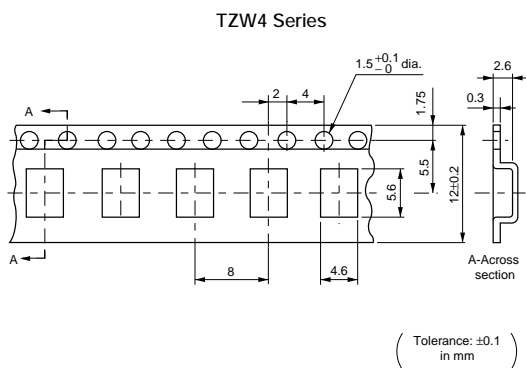 TZW4 Series
1.5 +0.1 −0 dia.
2.6
2
4
0.3
1.75
A
5.5
12±0.2
5.6
A
8
4.6
A-Across
section
Tolerance: ±0.1
in mm